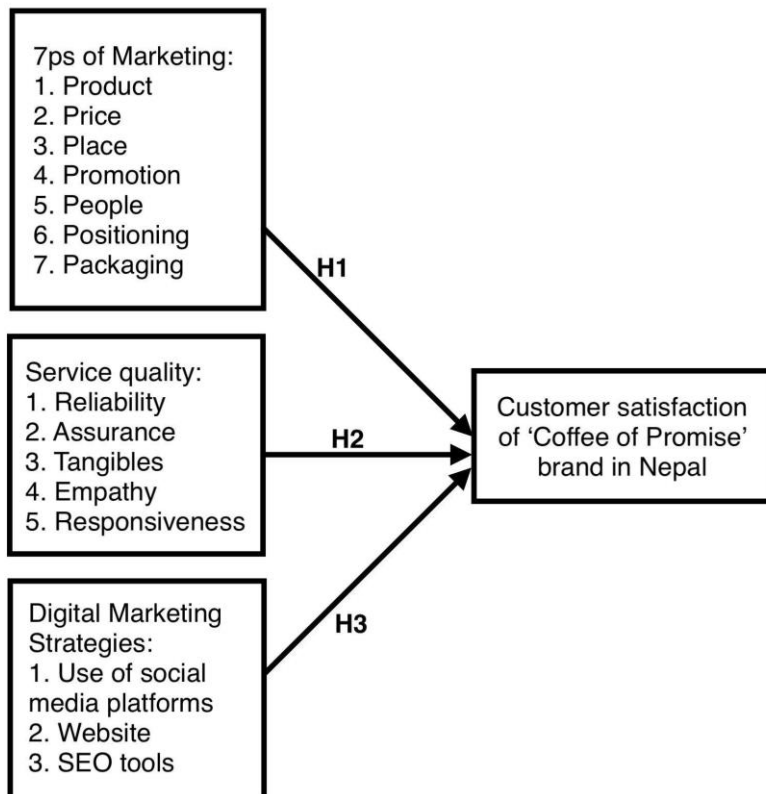 7ps of Marketing:
1. Product
2. Price
3. Place
4. Promotion
5. People
6. Positioning
7. Packaging
H1
Service quality:
1. Reliability
2. Assurance
3. Tangibles
4. Empathy
5. Responsiveness
H2
Customer satisfaction
of ‘Coffee of Promise’
brand in Nepal
Digital Marketing
Strategies:
1. Use of social
media platforms
2. Website
3. SEO tools
H3